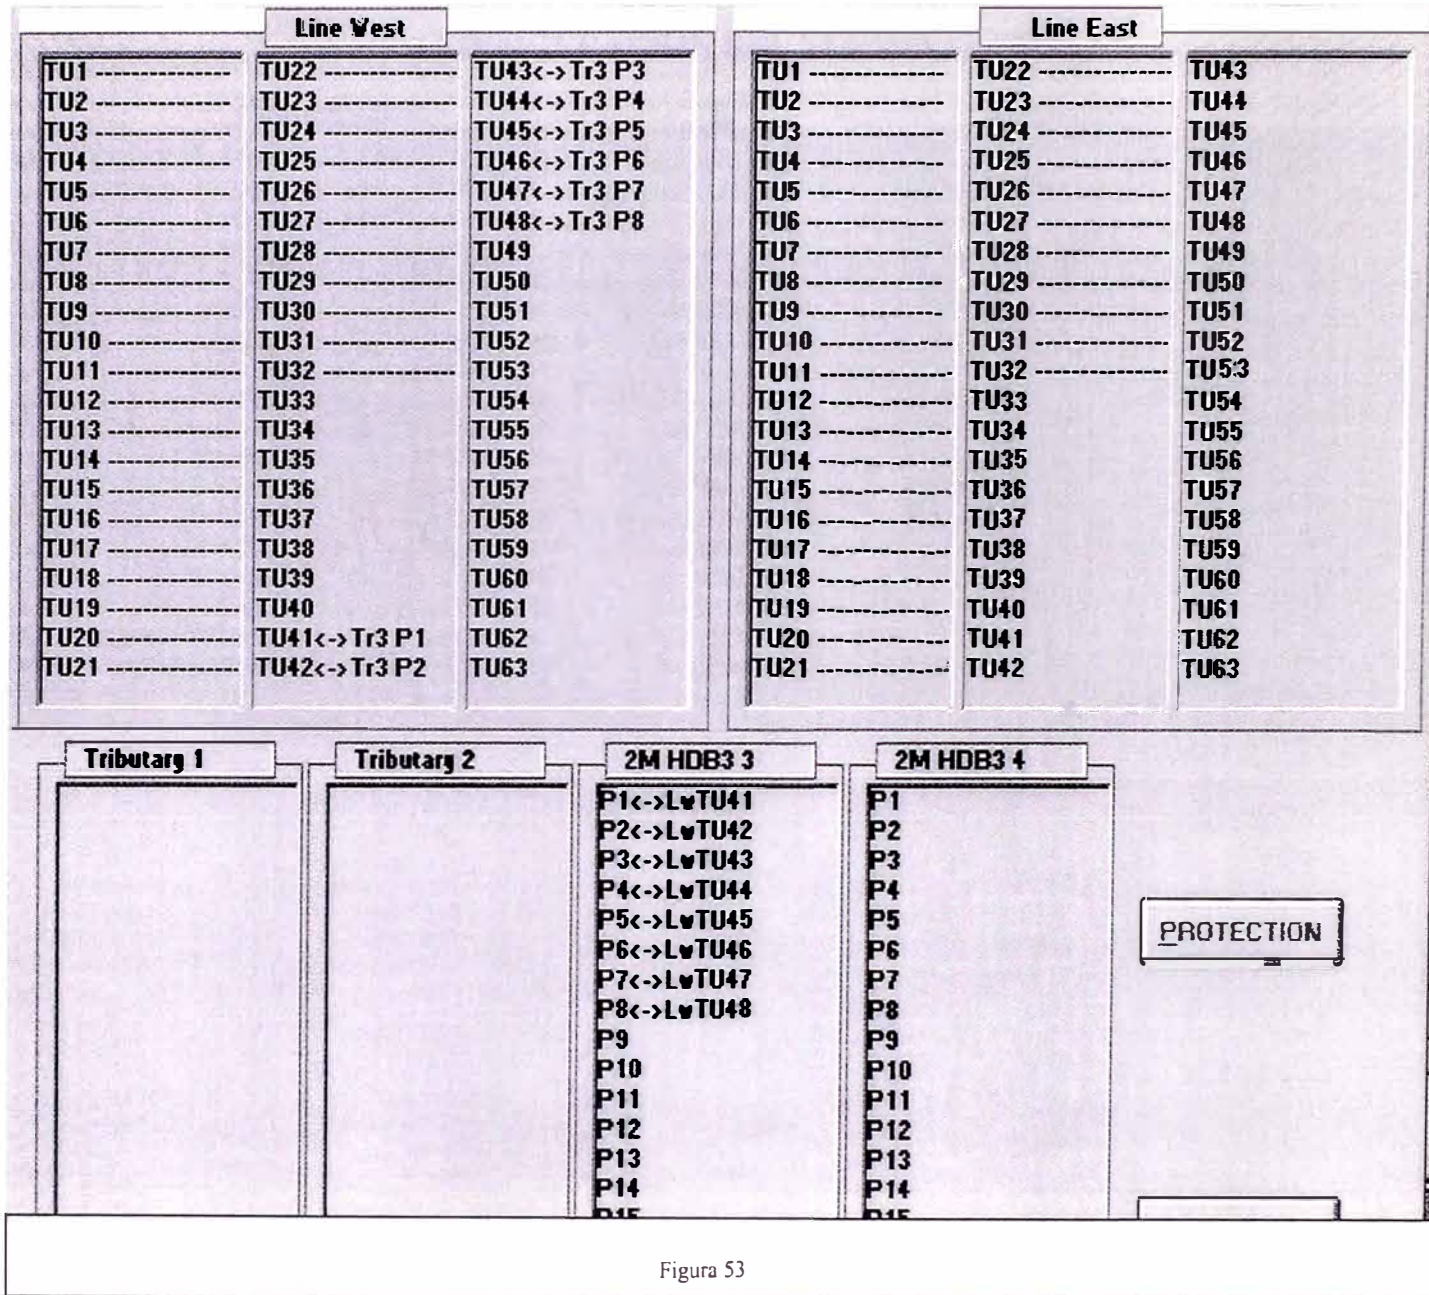 Line West
TU1 --------------- TU22 --------------- TU43<->Tr3 P3
TU2 --------------- TU23 --------------- TU44<->Tr3 P4
TU3 --------------- TU24 --------------- TU45<->Tr3 P5
TU4 --------------- TU25 --------------- TU46<->Tr3 P6
TU5 --------------- TU26 --------------- TU47<->Tr3 P7
TU6 --------------- TU27 --------------- TU48<->Tr3 P8
TU7 --------------- TU28 --------------- TU49
TU8 --------------- TU29 --------------- TU50
TU9 --------------- TU30 --------------- TU51
TU10 --------------- TU31 --------------- TU52
TU11 --------------- TU32 --------------- TU53
TU12 --------------- TU33 TU54
TU13 --------------- TU34 TU55
TU14 --------------- TU35 TU56
TU15 --------------- TU36 TU57
TU16 --------------- TU37 TU58
TU17 --------------- TU38 TU59
TU18 --------------- TU39 TU60
TU19 --------------- TU40 TU61
TU20 --------------- TU41<->Tr3 P1 TU62
TU21 --------------- TU42<->Tr3 P2 TU63
Line East
TU1 --------------- TU22 --------------- TU43
TU2 --------------- TU23 --------------- TU44
TU3 --------------- TU24 --------------- TU45
TU4 --------------- TU25 --------------- TU46
TU5 --------------- TU26 --------------- TU47
TU6 --------------- TU27 --------------- TU48
TU7 --------------- TU28 --------------- TU49
TU8 --------------- TU29 --------------- TU50
TU9 --------------- TU30 --------------- TU51
TU10 --------------- TU31 --------------- TU52
TU11 --------------- TU32 --------------- TU53
TU12 --------------- TU33 TU54
TU13 --------------- TU34 TU55
TU14 --------------- TU35 TU56
TU15 --------------- TU36 TU57
TU16 --------------- TU37 TU58
TU17 --------------- TU38 TU59
TU18 --------------- TU39 TU60
TU19 --------------- TU40 TU61
TU20 --------------- TU41 TU62
TU21 --------------- TU42 TU63
Tributary 1
Tributary 2
2M HDB3 3
P1<->LwTU41
P2<->LwTU42
P3<->LwTU43
P4<->LwTU44
P5<->LwTU45
P6<->LwTU46
P7<->LwTU47
P8<->LwTU48
P9
P10
P11
P12
P13
P14
P15
2M HDB3 4
P1
P2
P3
P4
P5
P6
P7
P8
P9
P10
P11
P12
P13
P14
P15
PROTECTION
Figura 53